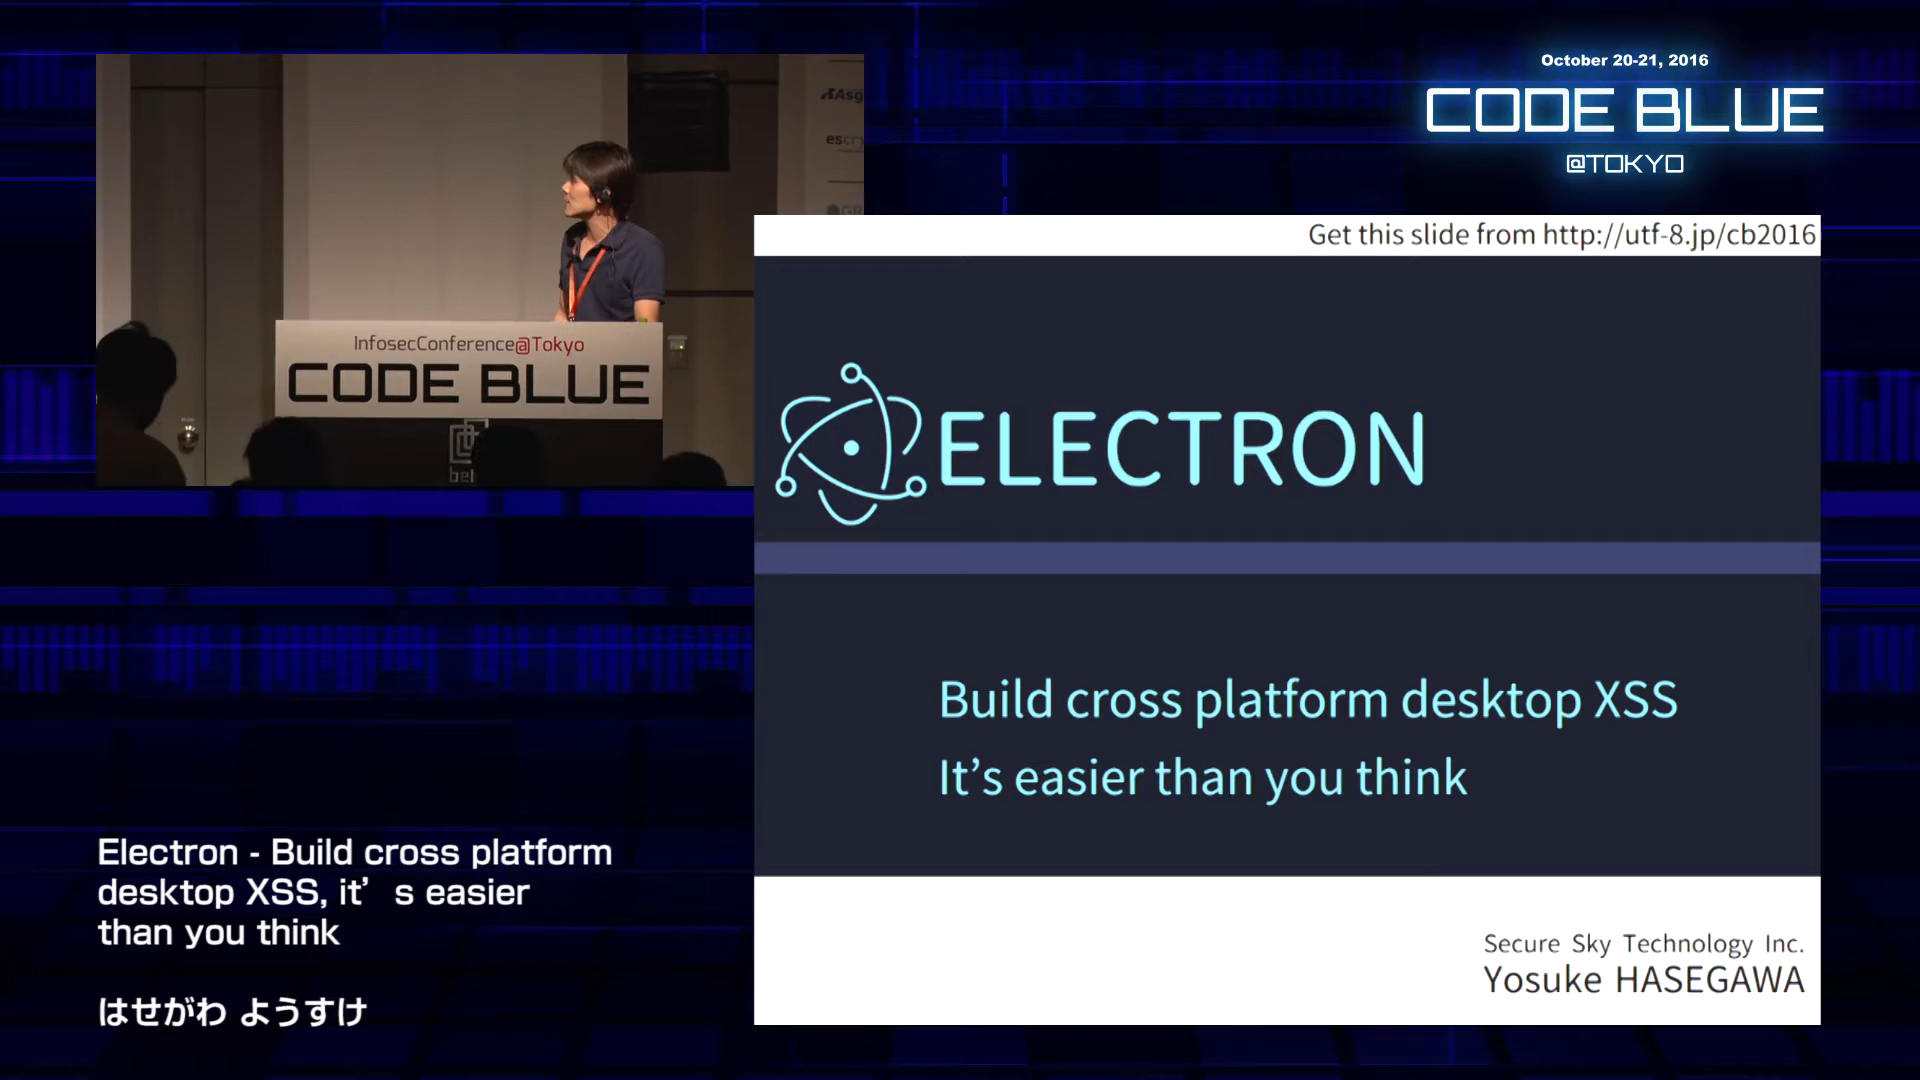 October 20-21, 2016
CODE BLUE
@TOKYO
InfosecConference@Tokyo
CODE BLUE
Get this slide from http://utf-8.jp/cb2016
ELECTRON
Build cross platform desktop XSS
It’s easier than you think
Secure Sky Technology Inc.
Yosuke HASEGAWA
Electron - Build cross platform
desktop XSS, it’s easier
than you think
はせがわ ようすけ